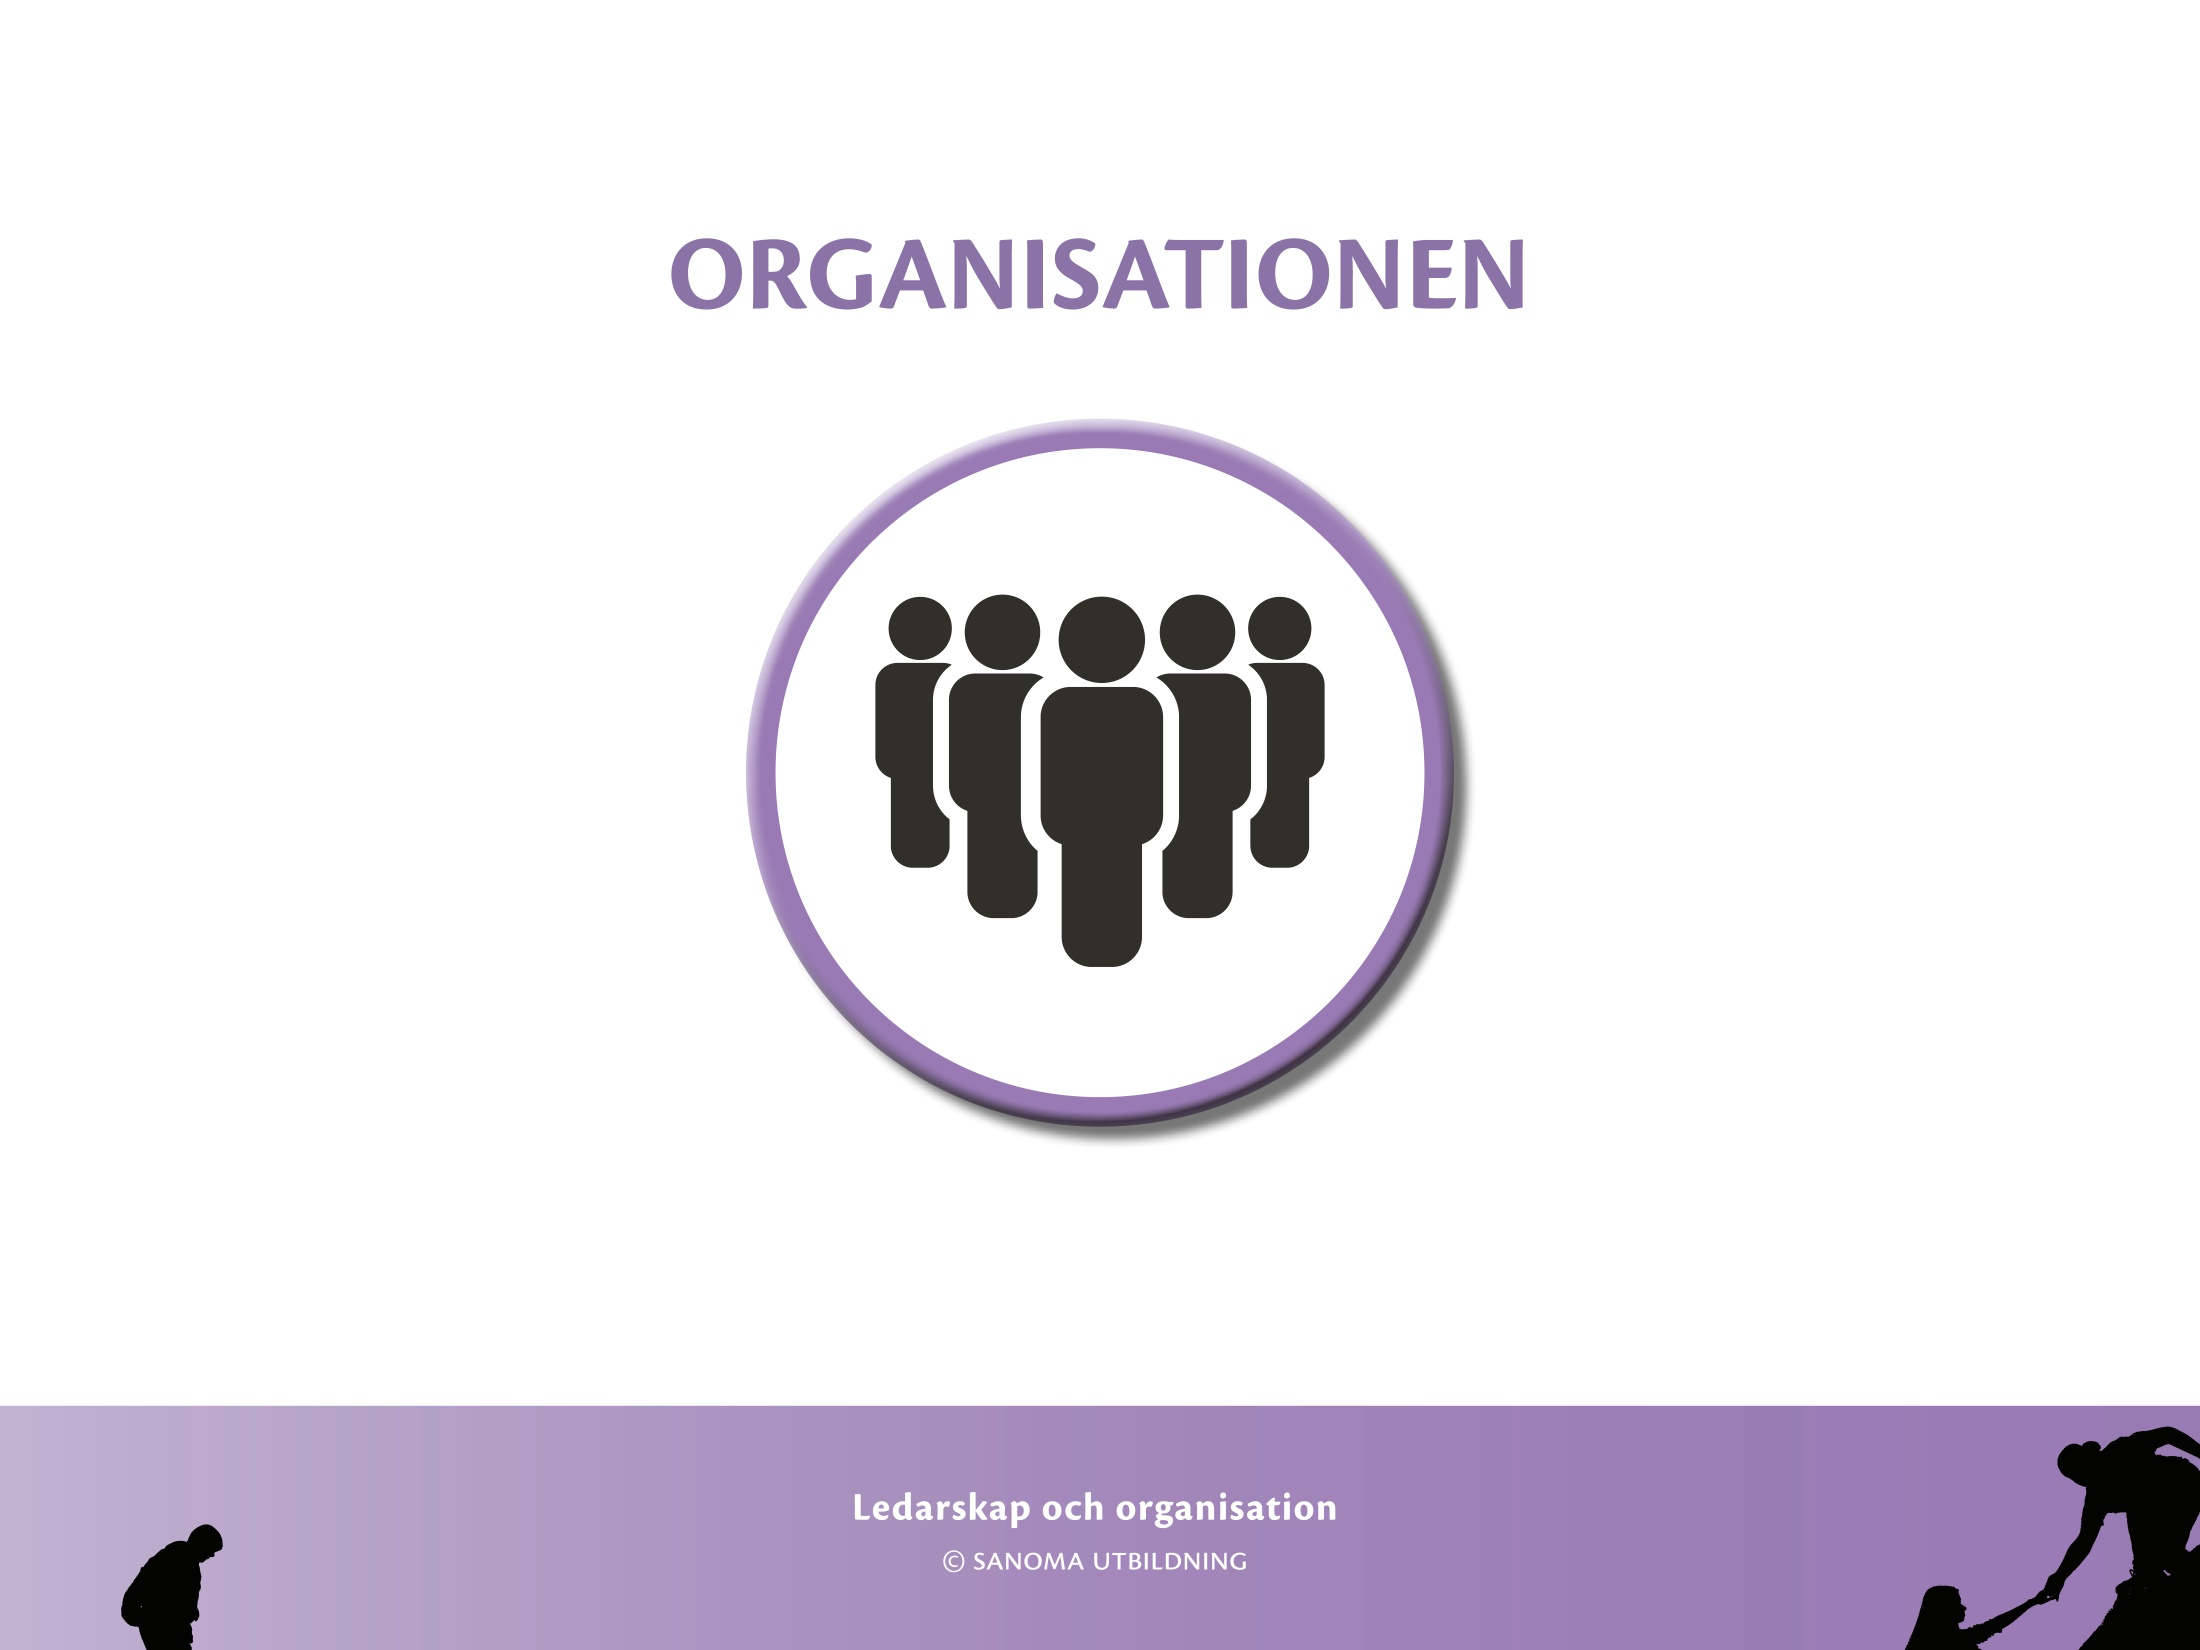 ORGANISATIONEN
Ledarskap och organisation
© SANOMA UTBILDNING